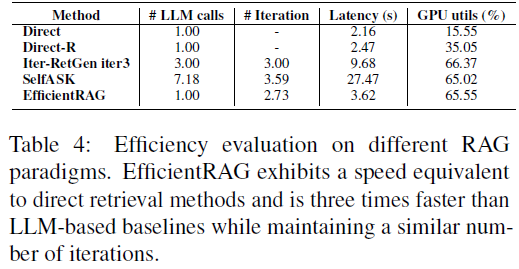 Method # LLM calls # Iteration Latency (s) GPU utils (%)
Direct 1.00 - 2.16 15.55
Direct-R 1.00 - 2.47 35.05
Iter-RetGen iter3 3.00 3.00 9.68 66.37
SelfASK 7.18 3.59 27.47 65.02
EfficientRAG 1.00 2.73 3.62 65.55
Table 4: Efficiency evaluation on different RAG
paradigms. EfficientRAG exhibits a speed equivalent
to direct retrieval methods and is three times faster than
LLM-based baselines while maintaining a similar num-
ber of iterations.